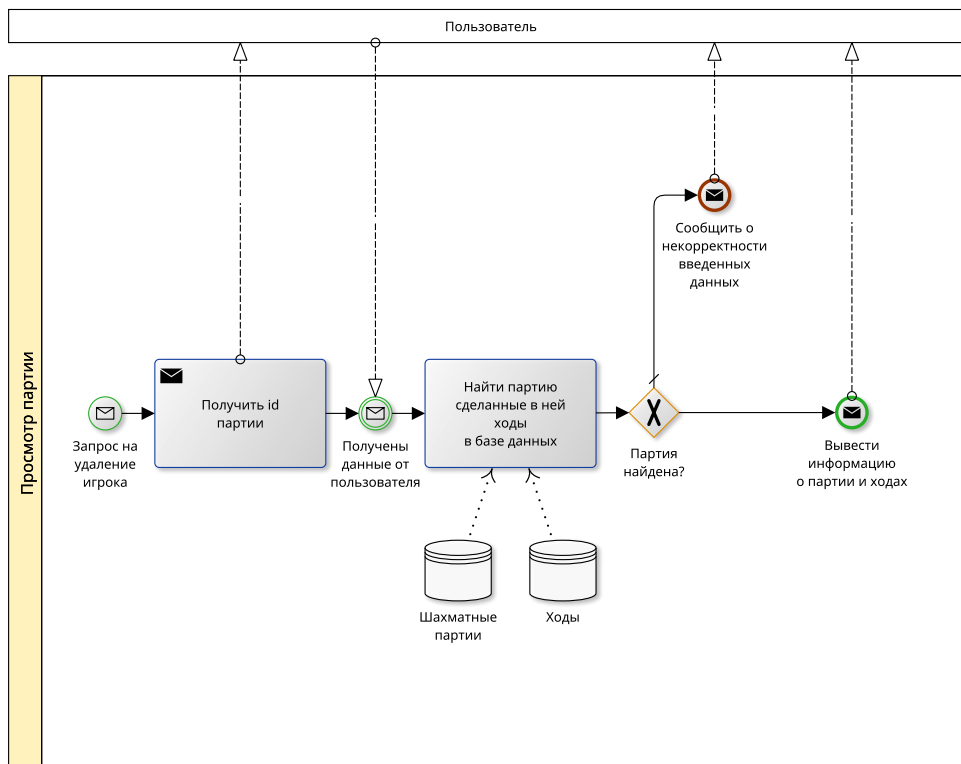 Пользователь
Просмотр партии
Сообщить о
некорректности
введенных
данных
Запрос на
удаление
игрока
Получить id
партии
Получены
данные от
пользователя
Найти партию
сделанные в ней
ходы
в базе данных
Партия
найдена?
Вывести
информацию
о партии и ходах
Шахматные
партии
Ходы